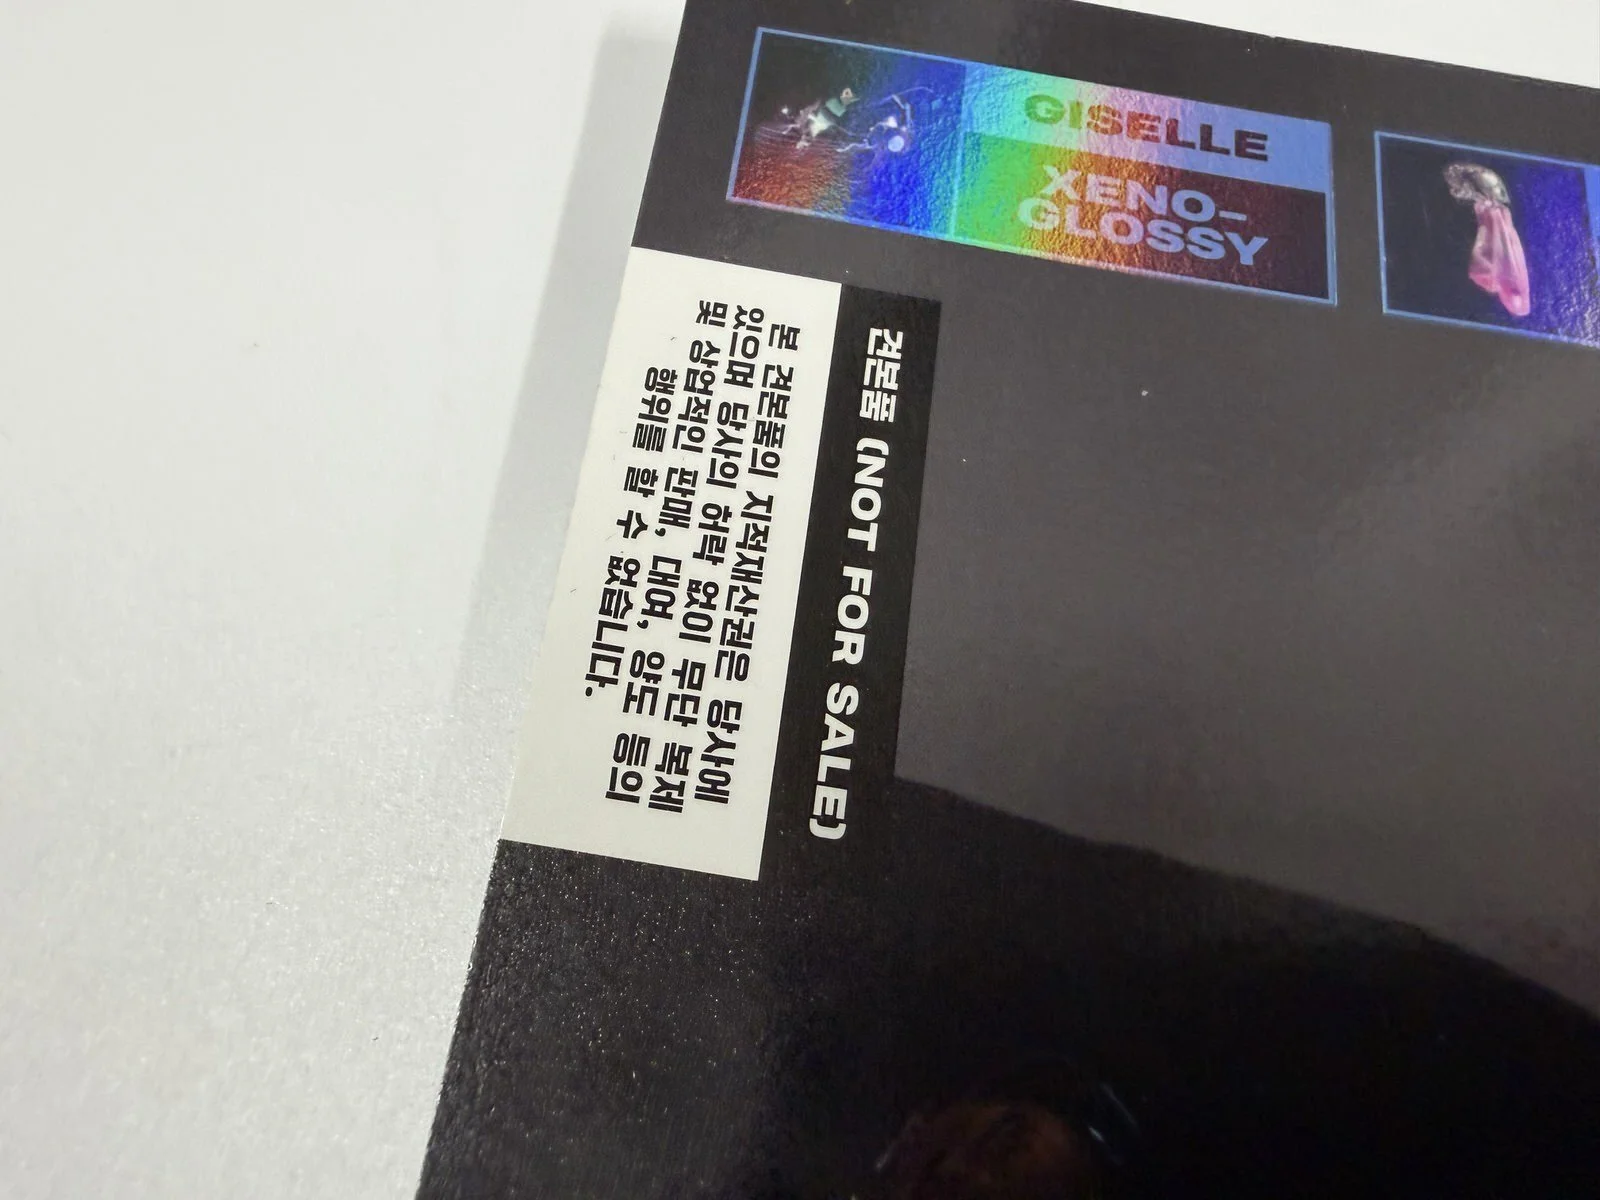 GISELLE
XENO-
GLOSSY
견본품 (NOT FOR SALE)
본 견본품의 지적재산권은 당사에
있으며 당사의 허락 없이 무단 복제
및 상업적인 판매, 대여, 양도 등의
행위를 할 수 없습니다.